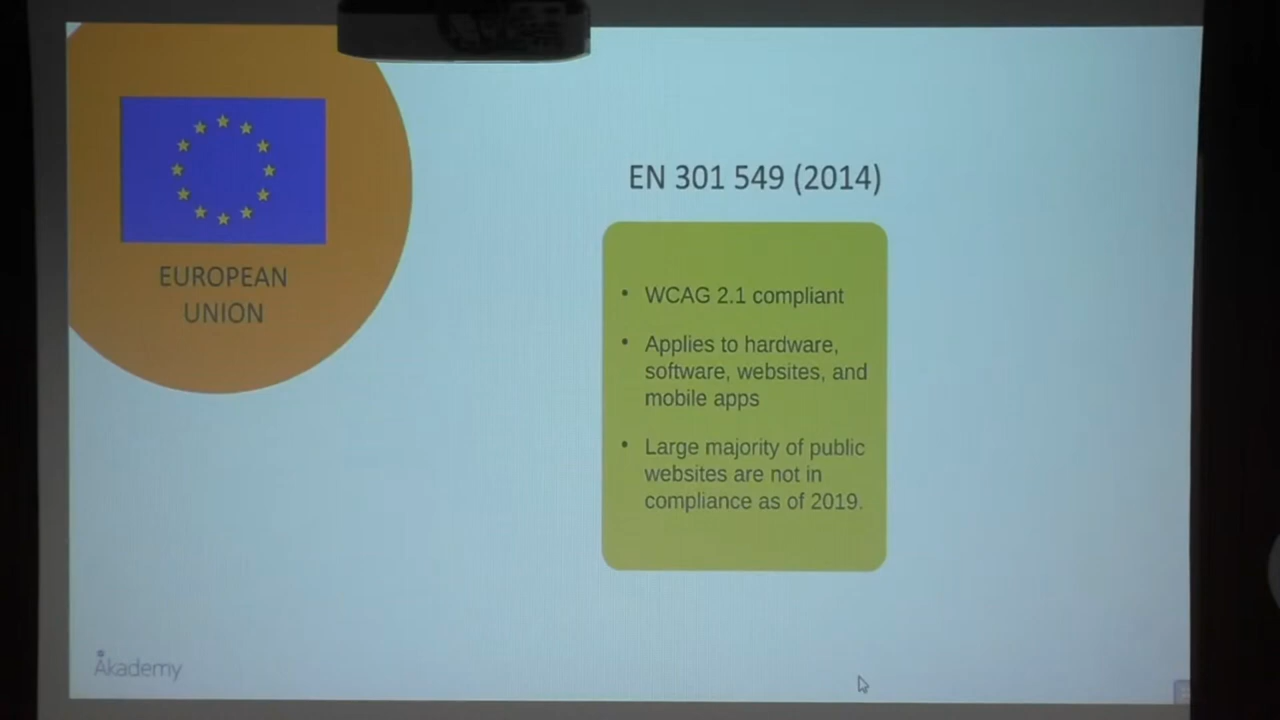 EUROPEAN
UNION
EN 301 549 (2014)
• WCAG 2.1 compliant
• Applies to hardware,
software, websites, and
mobile apps
• Large majority of public
websites are not in
compliance as of 2019.
Akademy